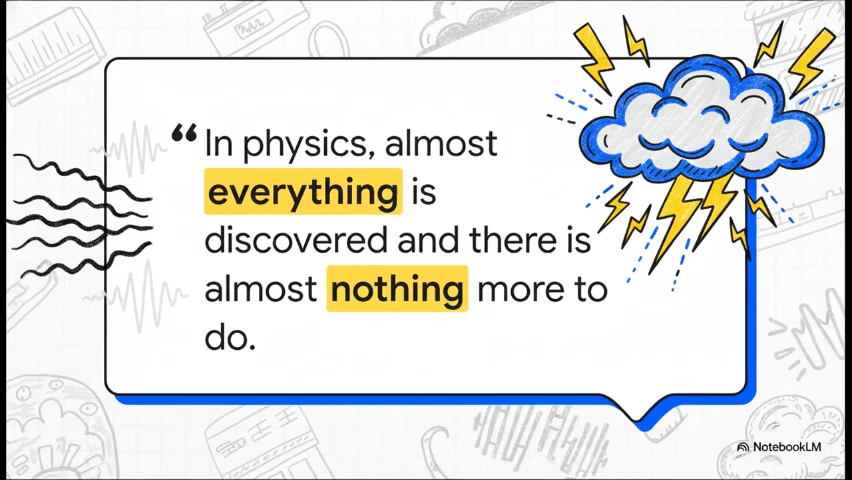 “In physics, almost
everything is
discovered and there is
almost nothing more to
do.
NotebookLM